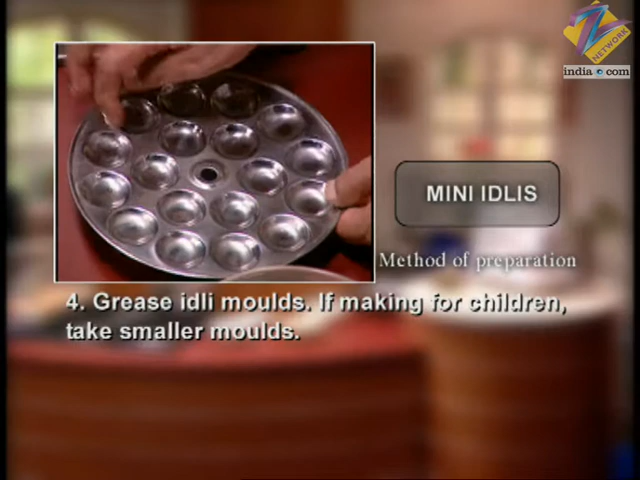 Z
NETWORK
india.com
MINI IDLIS
Method of preparation
4. Grease idli moulds. If making for children,
take smaller moulds.